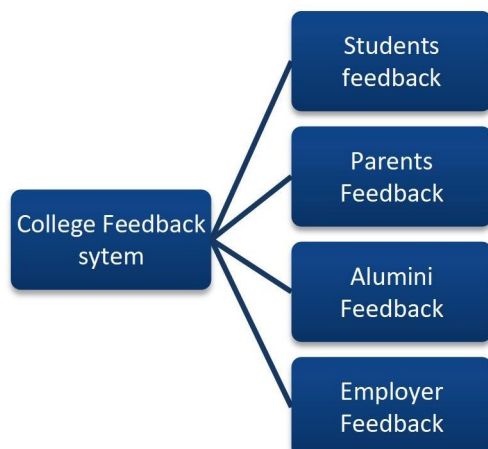 Students
feedback
Parents
Feedback
College Feedback
sytem
Alumini
Feedback
Employer
Feedback